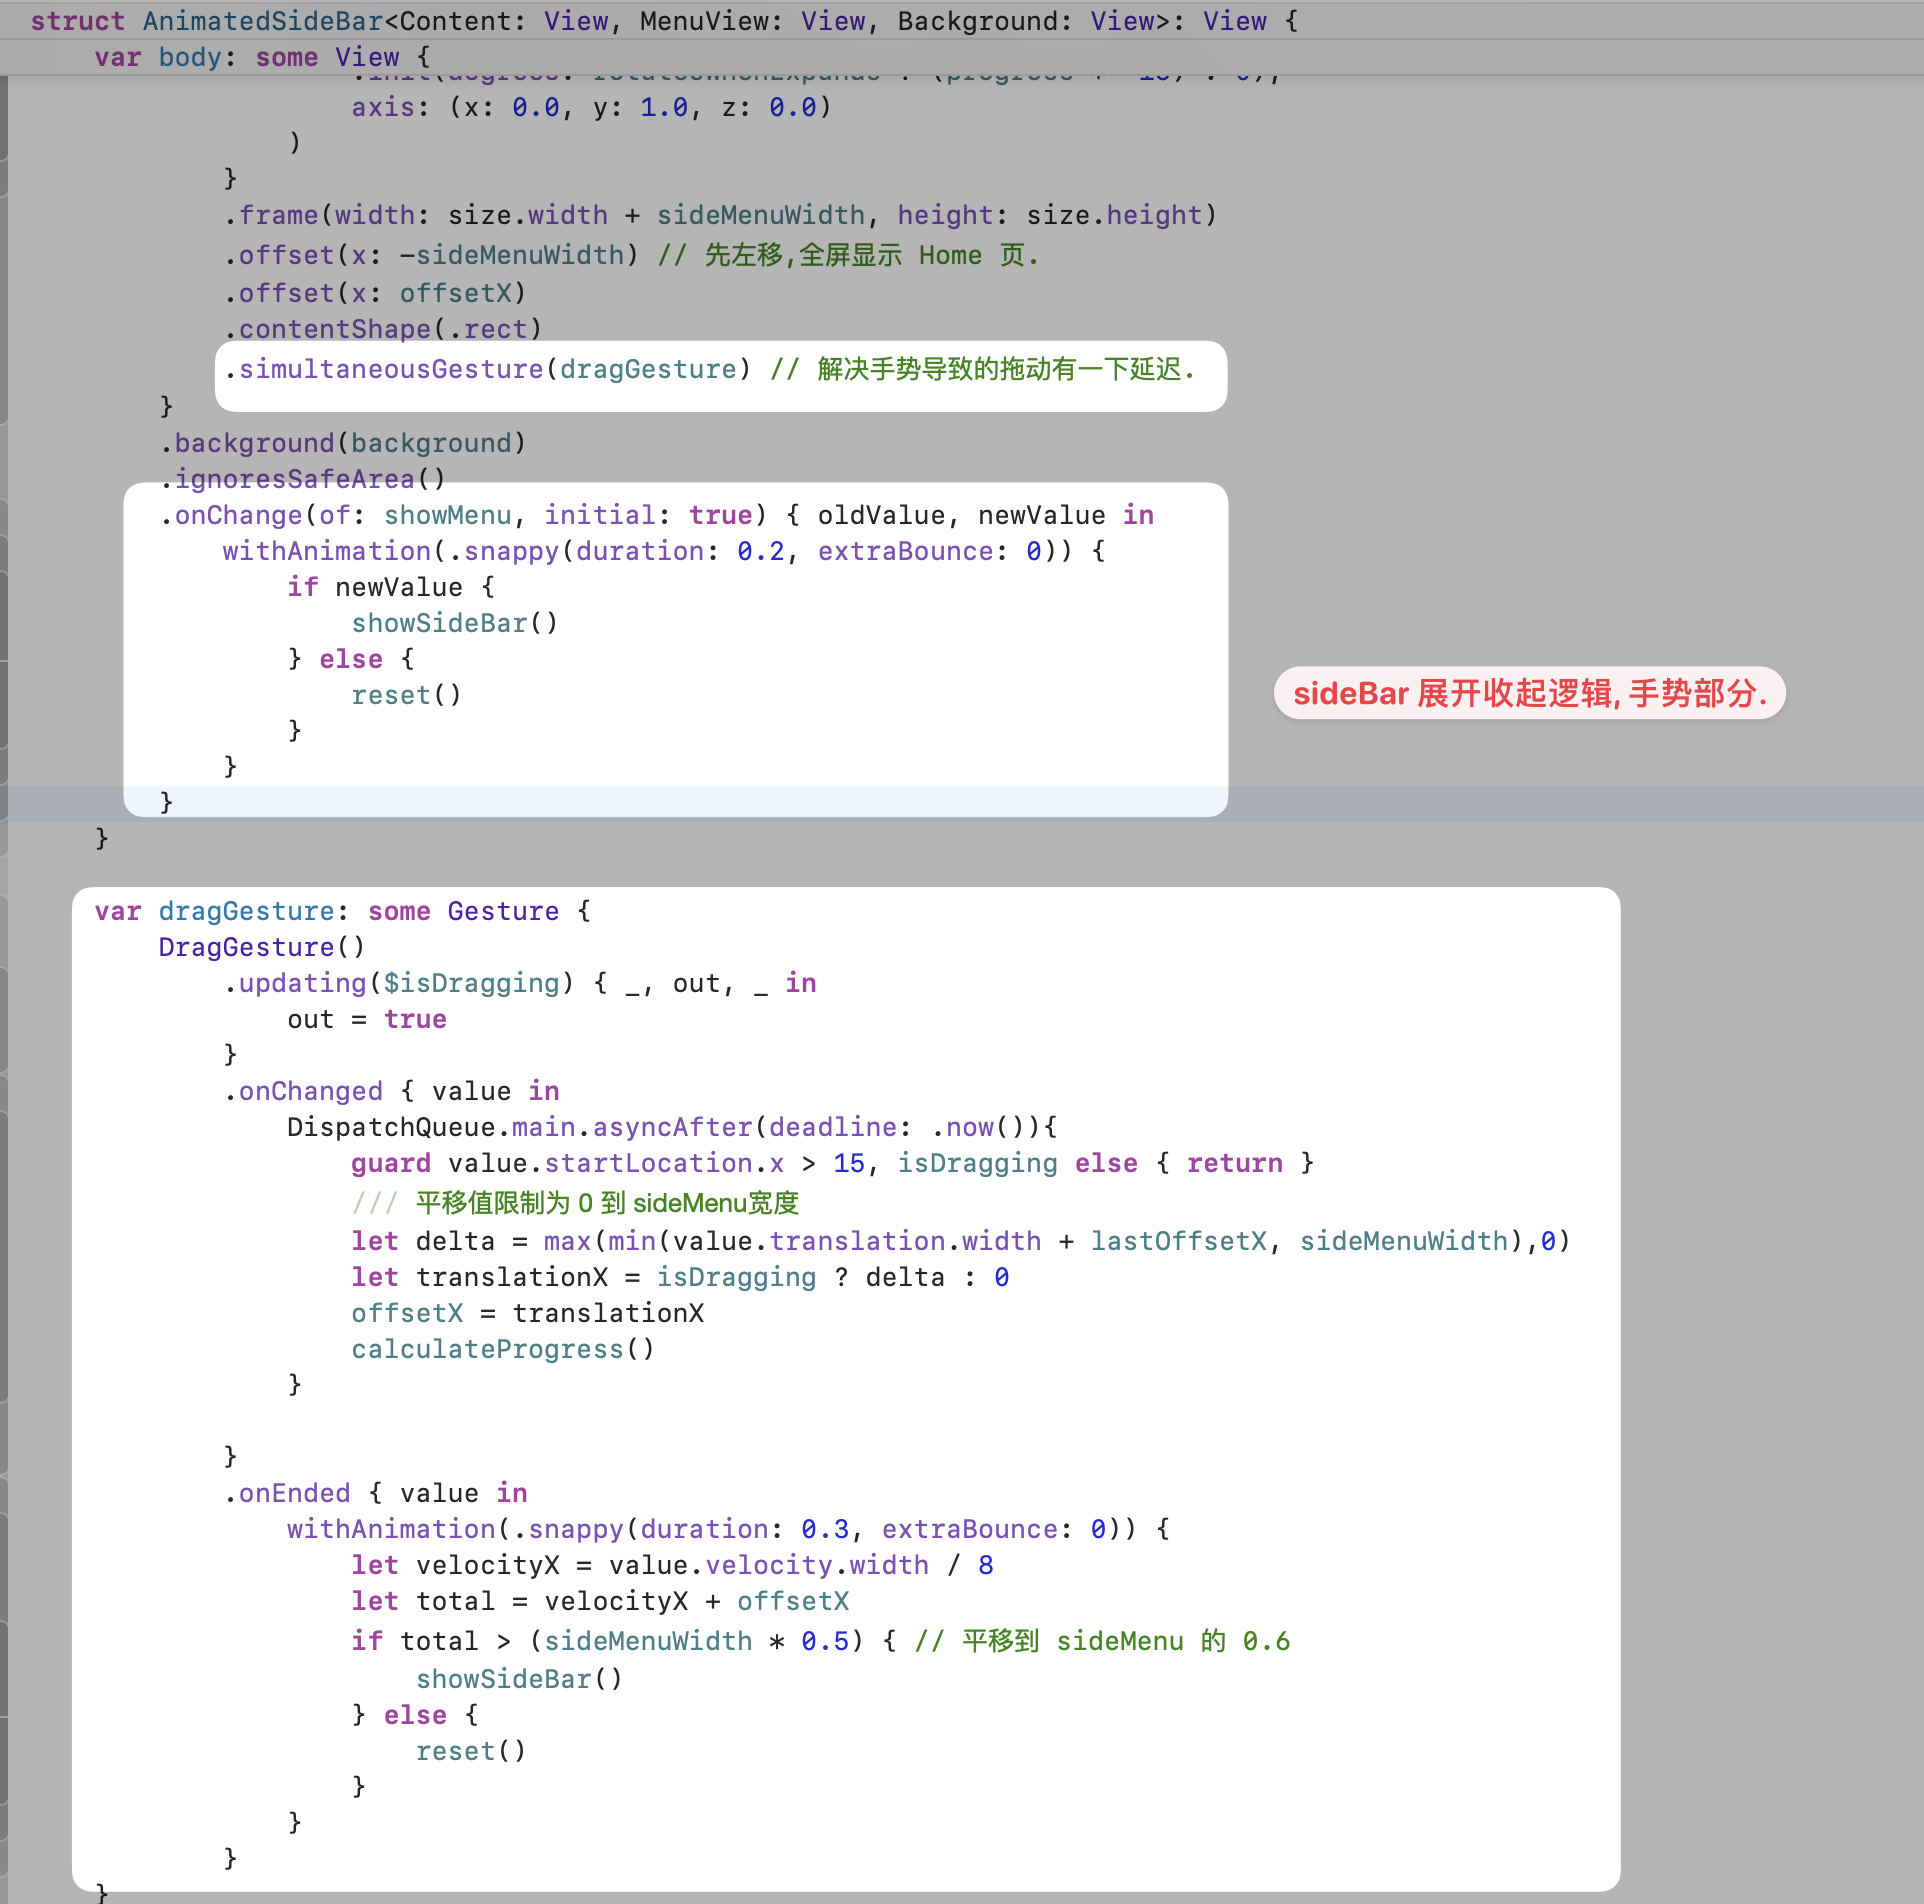 struct AnimatedSideBar<Content: View, MenuView: View, Background: View>: View {
var body: some View {
axis: (x: 0.0, y: 1.0, z: 0.0)
)
}
.frame(width: size.width + sideMenuWidth, height: size.height)
.offset(x: -sideMenuWidth) // 先左移,全屏显示 Home 页.
.offset(x: offsetX)
.contentShape(.rect)
.simultaneousGesture(dragGesture) // 解决手势导致的拖动有一下延迟.
}
.background(background)
.ignoresSafeArea()
.onChange(of: showMenu, initial: true) { oldValue, newValue in
withAnimation(.snappy(duration: 0.2, extraBounce: 0)) {
if newValue {
showSideBar()
} else {
reset()
}
}
}
}
sideBar 展开收起逻辑, 手势部分.
var dragGesture: some Gesture {
DragGesture()
.updating($isDragging) { _, out, _ in
out = true
}
.onChanged { value in
DispatchQueue.main.asyncAfter(deadline: .now()){
guard value.startLocation.x > 15, isDragging else { return }
/// 平移值限制为 0 到 sideMenu宽度
let delta = max(min(value.translation.width + lastOffsetX, sideMenuWidth),0)
let translationX = isDragging ? delta : 0
offsetX = translationX
calculateProgress()
}
}
.onEnded { value in
withAnimation(.snappy(duration: 0.3, extraBounce: 0)) {
let velocityX = value.velocity.width / 8
let total = velocityX + offsetX
if total > (sideMenuWidth * 0.5) { // 平移到 sideMenu 的 0.6
showSideBar()
} else {
reset()
}
}
}
}